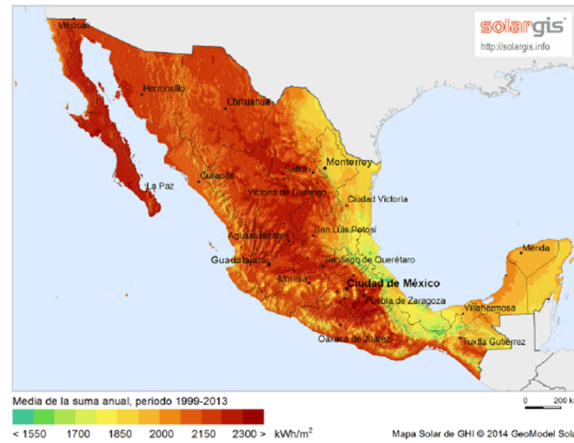 solargis
http://solargis.info
Mexicali
Hermosillo
Chihuahua
Monterrey
Saltillo
La Paz
Culiacán
Victoria de Durango
Ciudad Victoria
San Luis Potosí
Aguascalientes
Mérida
Guadalajara
Santiago de Querétaro
Morelia
Ciudad de México
Puebla de Zaragoza
Villahermosa
Oaxaca de Juárez
Tuxtla Gutiérrez
Media de la suma anual, periodo 1999-2013
0 200 k
< 1550 1700 1850 2000 2150 2300 > kWh/m²
Mapa Solar de GHI © 2014 GeoModel Sol